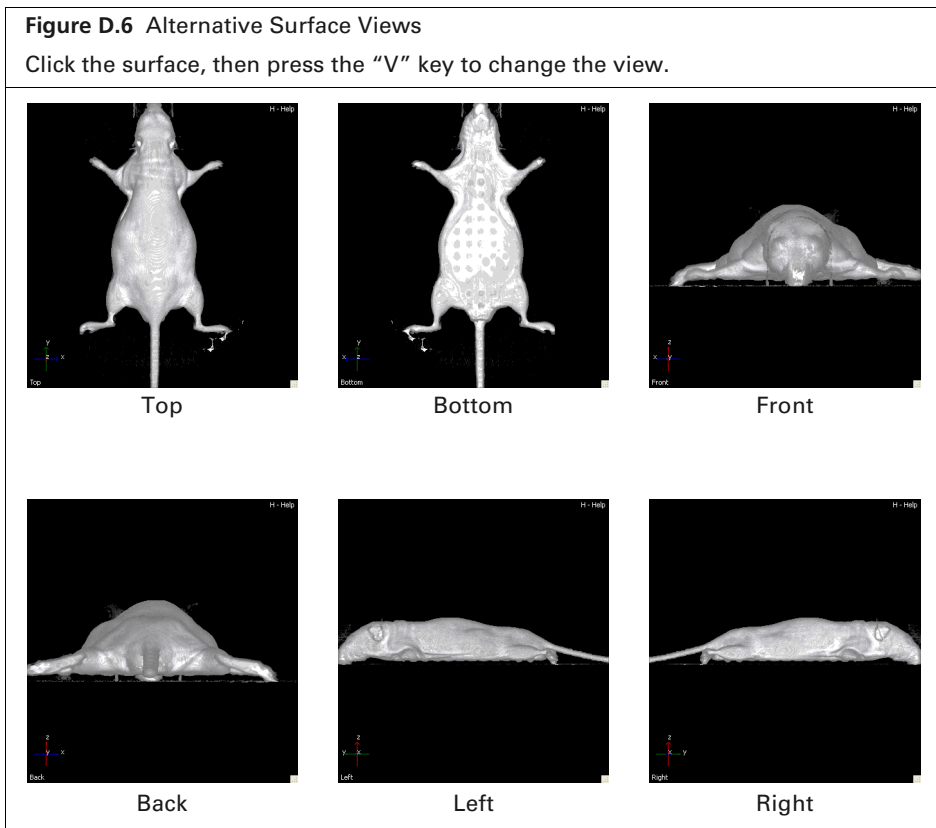 Figure D.6 Alternative Surface Views
Click the surface, then press the “V” key to change the view.
H - Help
y
z x
Top
Top
H - Help
y
x z
Bottom
Bottom
H - Help
z
x y
Front
Front
H - Help
z
y x
Back
Back
H - Help
z
y x
Left
Left
H - Help
z
x y
Right
Right